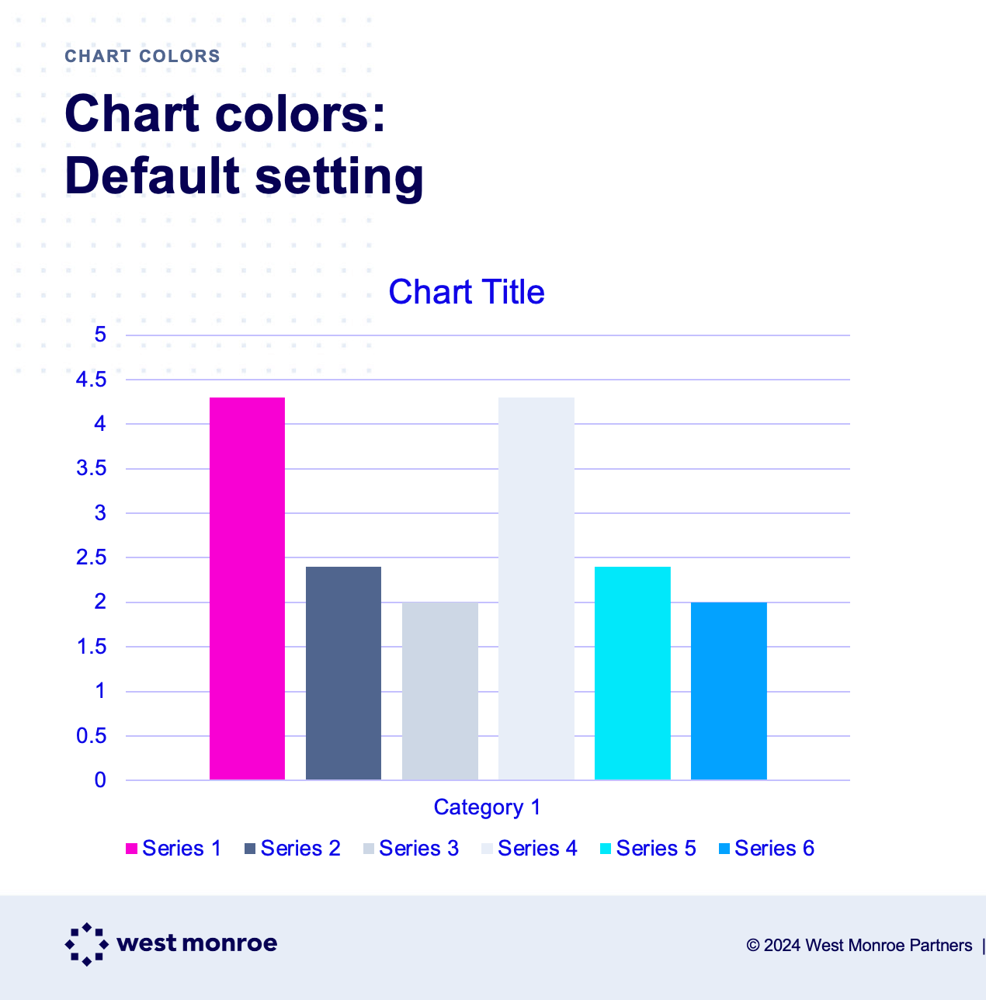 CHART COLORS
Chart colors:
Default setting
Chart Title
5
4.5
4
3.5
3
2.5
2
1.5
1
0.5
0
Category 1
Series 1 Series 2 Series 3 Series 4 Series 5 Series 6
west monroe
© 2024 West Monroe Partners |